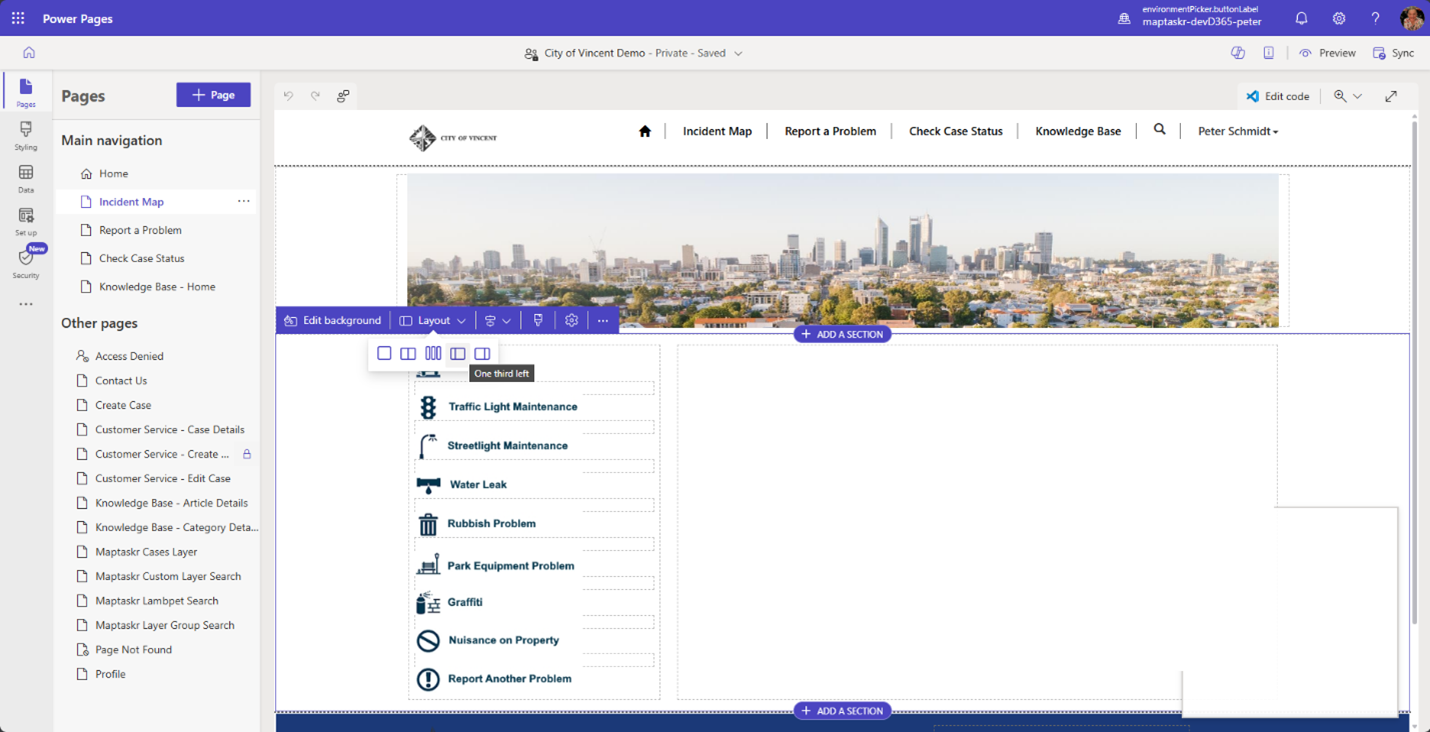 Power Pages
environmentPicker.buttonLabel
maptaskr-devD365-peter
City of Vincent Demo - Private - Saved
Preview
Sync
Pages
Styling
Data
Set up
New
Security
Pages
+ Page
Main navigation
Home
Incident Map
Report a Problem
Check Case Status
Knowledge Base - Home
Other pages
Access Denied
Contact Us
Create Case
Customer Service - Case Details
Customer Service - Create ...
Customer Service - Edit Case
Knowledge Base - Article Details
Knowledge Base - Category Deta...
Maptaskr Cases Layer
Maptaskr Custom Layer Search
Maptaskr Lambpet Search
Maptaskr Layer Group Search
Page Not Found
Profile
Edit code
CITY OF VINCENT
Incident Map
Report a Problem
Check Case Status
Knowledge Base
Peter Schmidt
Edit background
Layout
+ ADD A SECTION
One third left
Traffic Light Maintenance
Streetlight Maintenance
Water Leak
Rubbish Problem
Park Equipment Problem
Graffiti
Nuisance on Property
Report Another Problem
+ ADD A SECTION